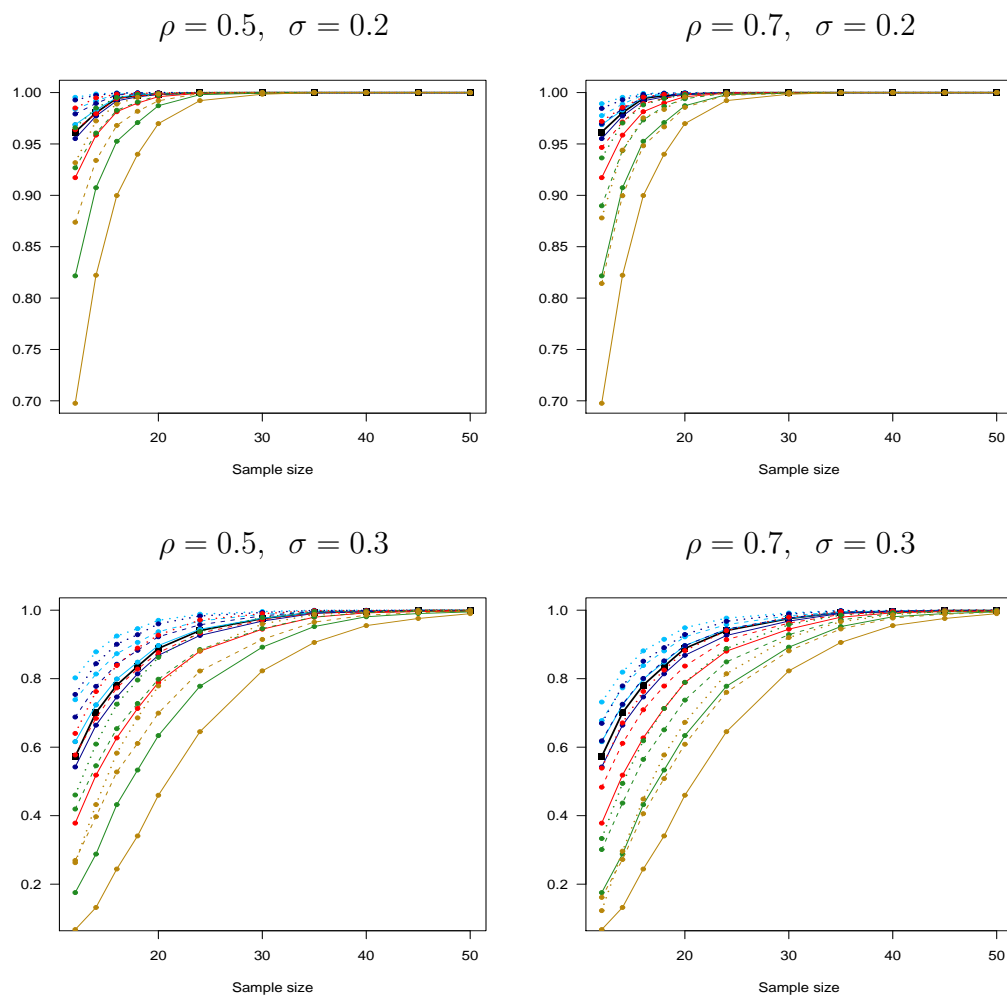 ρ = 0.5, σ = 0.2
1.00
0.95
0.90
0.85
0.80
0.75
0.70
20 30 40 50
Sample size
ρ = 0.7, σ = 0.2
1.00
0.95
0.90
0.85
0.80
0.75
0.70
20 30 40 50
Sample size
ρ = 0.5, σ = 0.3
1.0
0.8
0.6
0.4
0.2
20 30 40 50
Sample size
ρ = 0.7, σ = 0.3
1.0
0.8
0.6
0.4
0.2
20 30 40 50
Sample size